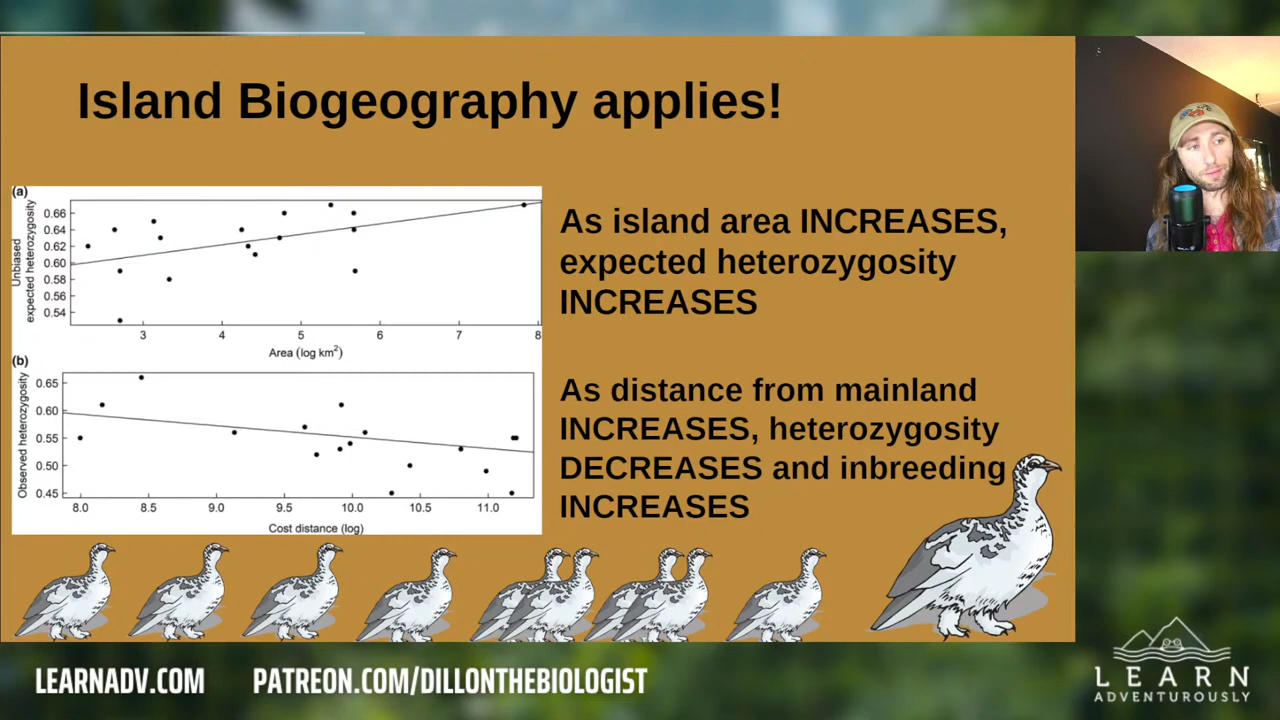 Island Biogeography applies!
(a)
Unbiased
expected heterozygosity
0.66
0.64
0.62
0.60
0.58
0.56
0.54
3 4 5 6 7 8
Area (log km²)
As island area INCREASES,
expected heterozygosity
INCREASES
(b)
Observed heterozygosity
0.65
0.60
0.55
0.50
0.45
8.0 8.5 9.0 9.5 10.0 10.5 11.0
Cost distance (log)
As distance from mainland
INCREASES, heterozygosity
DECREASES and inbreeding
INCREASES
LEARNADV.COM PATREON.COM/DILLONTHEBIOLOGIST
LEARN
ADVENTUROUSLY